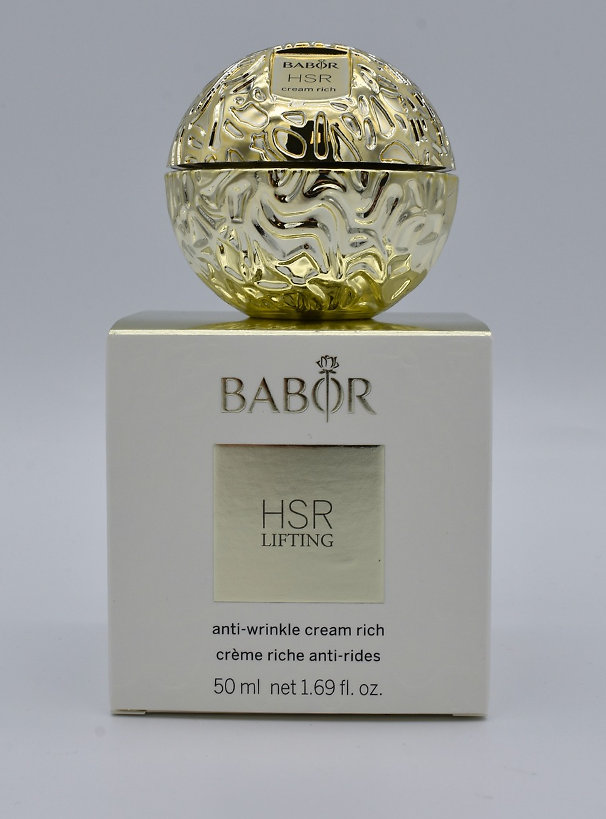 BABOR
HSR
cream rich
BABOR
HSR
LIFTING
anti-wrinkle cream rich
crème riche anti-rides
50 ml net 1.69 fl. oz.